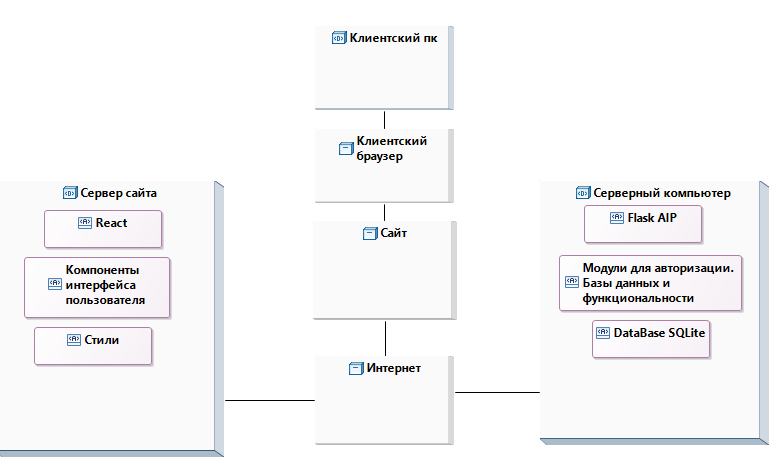 Клиентский пк
Клиентский
браузер
Сервер сайта
React
Компоненты
интерфейса
пользователя
Стили
Сайт
Интернет
Серверный компьютер
Flask AIP
Модули для авторизации.
Базы данных и
функциональности
DataBase SQLite